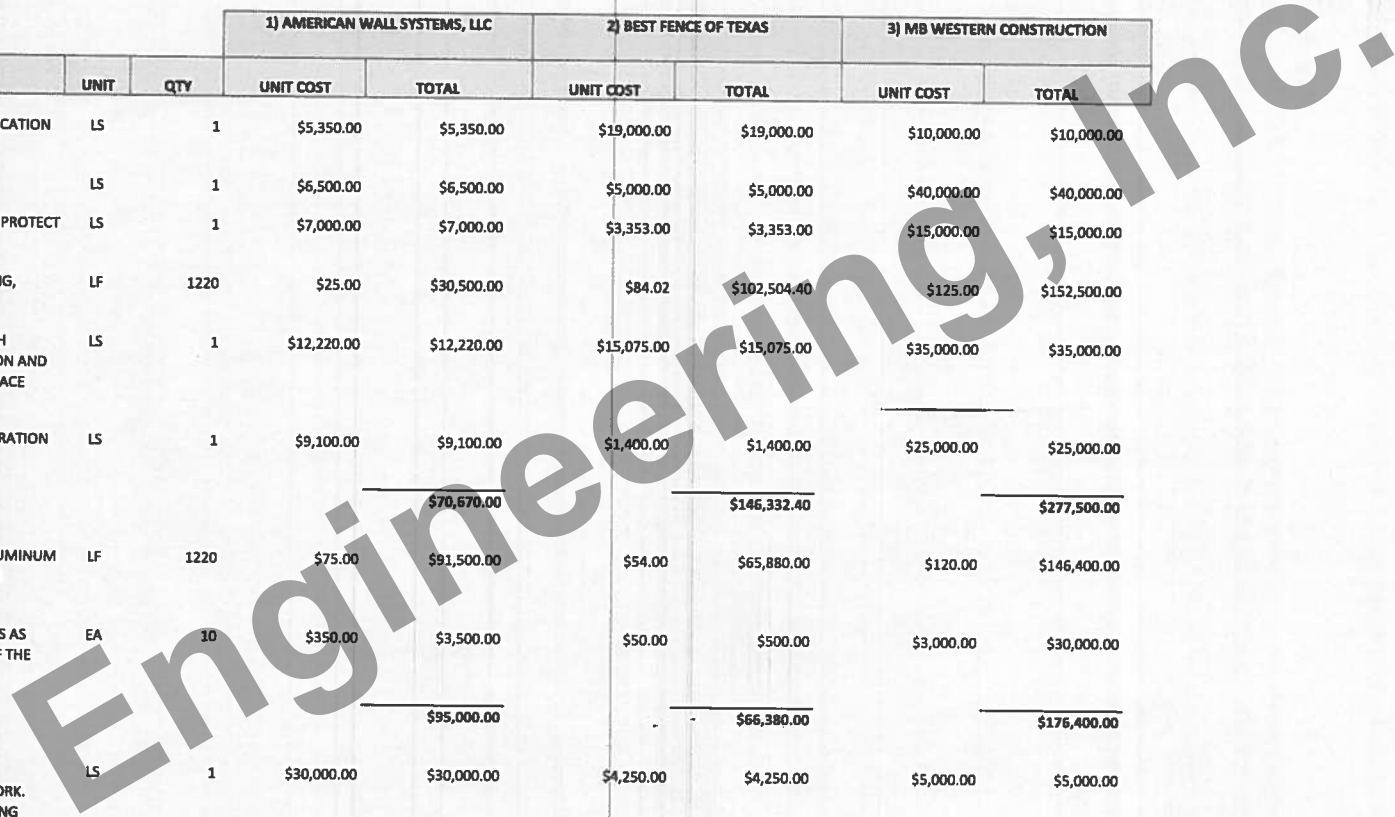 1) AMERICAN WALL SYSTEMS, LLC 2) BEST FENCE OF TEXAS 3) MB WESTERN CONSTRUCTION
UNIT QTY UNIT COST TOTAL UNIT COST TOTAL UNIT COST TOTAL
CATION LS 1 $5,350.00 $5,350.00 $19,000.00 $19,000.00 $10,000.00 $10,000.00
LS 1 $6,500.00 $6,500.00 $5,000.00 $5,000.00 $40,000.00 $40,000.00
PROTECT LS 1 $7,000.00 $7,000.00 $3,353.00 $3,353.00 $15,000.00 $15,000.00
IG, LF 1220 $25.00 $30,500.00 $84.02 $102,504.40 $125.00 $152,500.00
H LS 1 $12,220.00 $12,220.00 $15,075.00 $15,075.00 $35,000.00 $35,000.00
ON AND
ACE
RATION LS 1 $9,100.00 $9,100.00 $1,400.00 $1,400.00 $25,000.00 $25,000.00
$70,670.00 $146,332.40 $277,500.00
UMINUM LF 1220 $75.00 $91,500.00 $54.00 $65,880.00 $120.00 $146,400.00
S AS EA 10 $350.00 $3,500.00 $50.00 $500.00 $3,000.00 $30,000.00
F THE
$95,000.00 $66,380.00 $176,400.00
LS 1 $30,000.00 $30,000.00 $4,250.00 $4,250.00 $5,000.00 $5,000.00
ORK.
NG
Engineering, Inc.